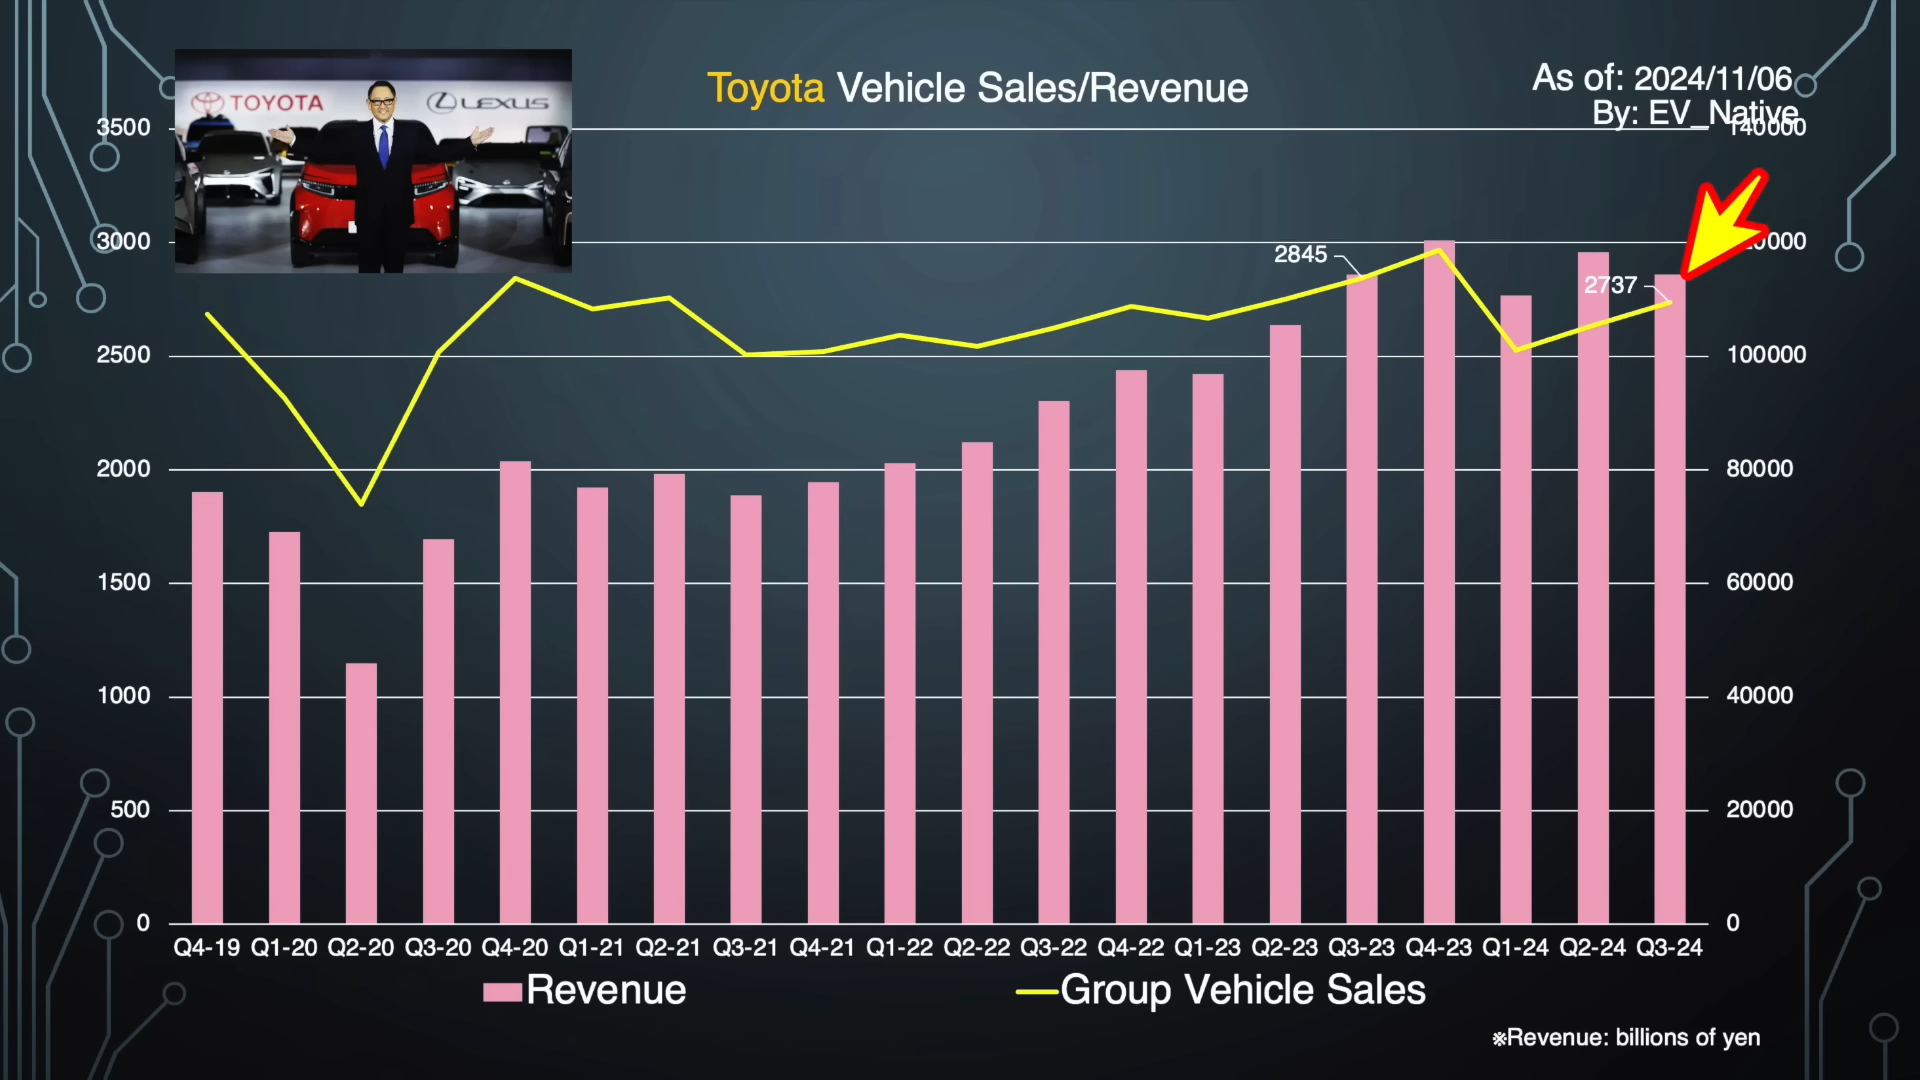 TOYOTA
LEXUS
Toyota Vehicle Sales/Revenue
As of: 2024/11/06
By: EV_Native
3500
3000
2500
2000
1500
1000
500
0
140000
100000
80000
60000
40000
20000
0
2845
2737
Q4-19 Q1-20 Q2-20 Q3-20 Q4-20 Q1-21 Q2-21 Q3-21 Q4-21 Q1-22 Q2-22 Q3-22 Q4-22 Q1-23 Q2-23 Q3-23 Q4-23 Q1-24 Q2-24 Q3-24
Revenue
Group Vehicle Sales
※Revenue: billions of yen